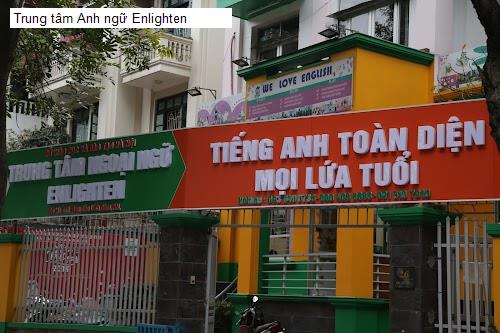 Trung tâm Anh ngữ Enlighten
WE LOVE ENGLISH,
TRUNG TÂM NGOẠI NGỮ
ENLIGHTEN
TIẾNG ANH TOÀN DIỆN
MỌI LỨA TUỔI
26